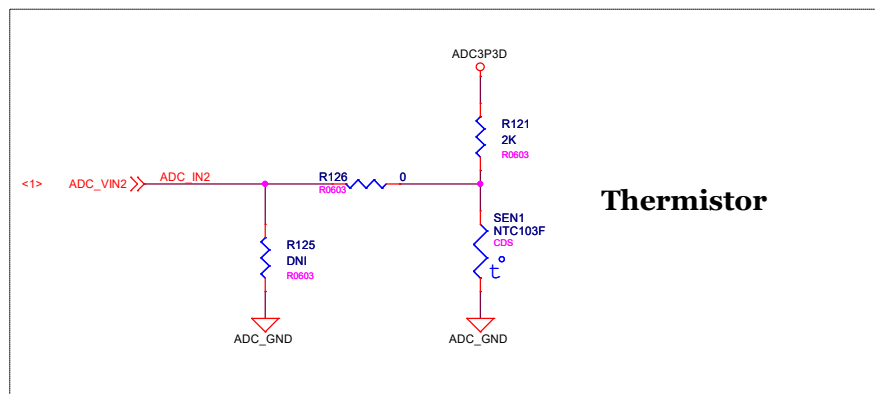 ADC3P3D
R121
2K
R0603
<1>
ADC_VIN2
ADC_IN2
R126
0
R0603
Thermistor
SEN1
NTC103F
CDS
t°
R125
DNI
R0603
ADC_GND
ADC_GND